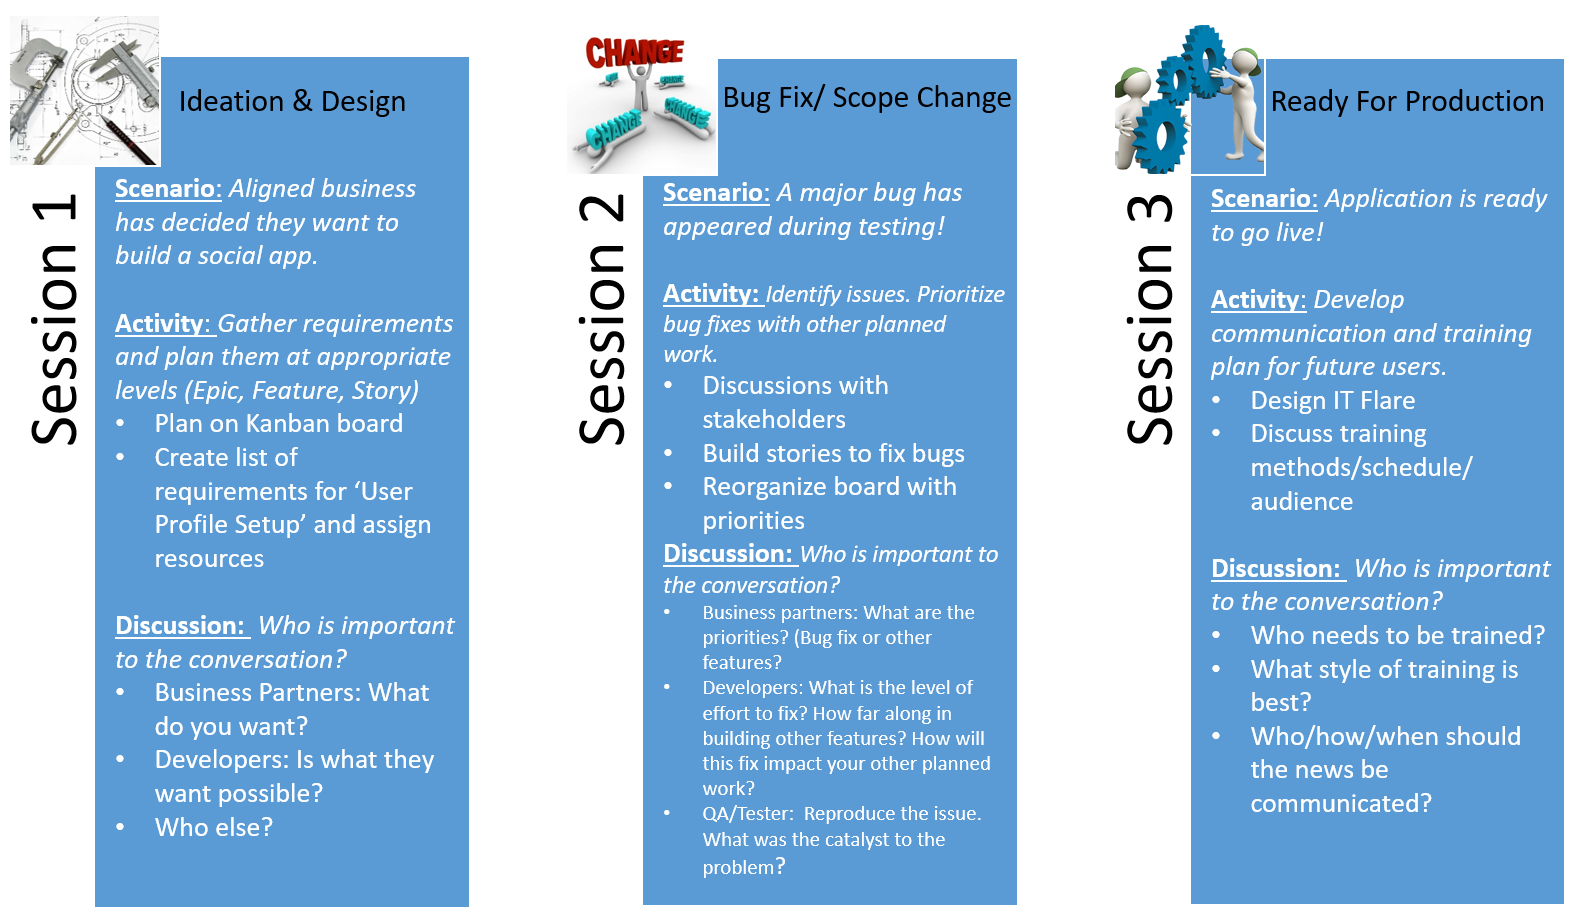 Session 1
Ideation & Design
Scenario: Aligned business
has decided they want to
build a social app.
Activity: Gather requirements
and plan them at appropriate
levels (Epic, Feature, Story)
• Plan on Kanban board
• Create list of
requirements for ‘User
Profile Setup’ and assign
resources
Discussion: Who is important
to the conversation?
• Business Partners: What
do you want?
• Developers: Is what they
want possible?
• Who else?
Session 2
CHANGE
CHANGE
CHANGE
CHANGE
Bug Fix/ Scope Change
Scenario: A major bug has
appeared during testing!
Activity: Identify issues. Prioritize
bug fixes with other planned
work.
• Discussions with
stakeholders
• Build stories to fix bugs
• Reorganize board with
priorities
Discussion: Who is important to
the conversation?
• Business partners: What are the
priorities? (Bug fix or other
features?
• Developers: What is the level of
effort to fix? How far along in
building other features? How will
this fix impact your other planned
work?
• QA/Tester:  Reproduce the issue.
What was the catalyst to the
problem?
Session 3
Ready For Production
Scenario: Application is ready
to go live!
Activity: Develop
communication and training
plan for future users.
• Design IT Flare
• Discuss training
methods/schedule/
audience
Discussion:  Who is important
to the conversation?
• Who needs to be trained?
• What style of training is
best?
• Who/how/when should
the news be
communicated?